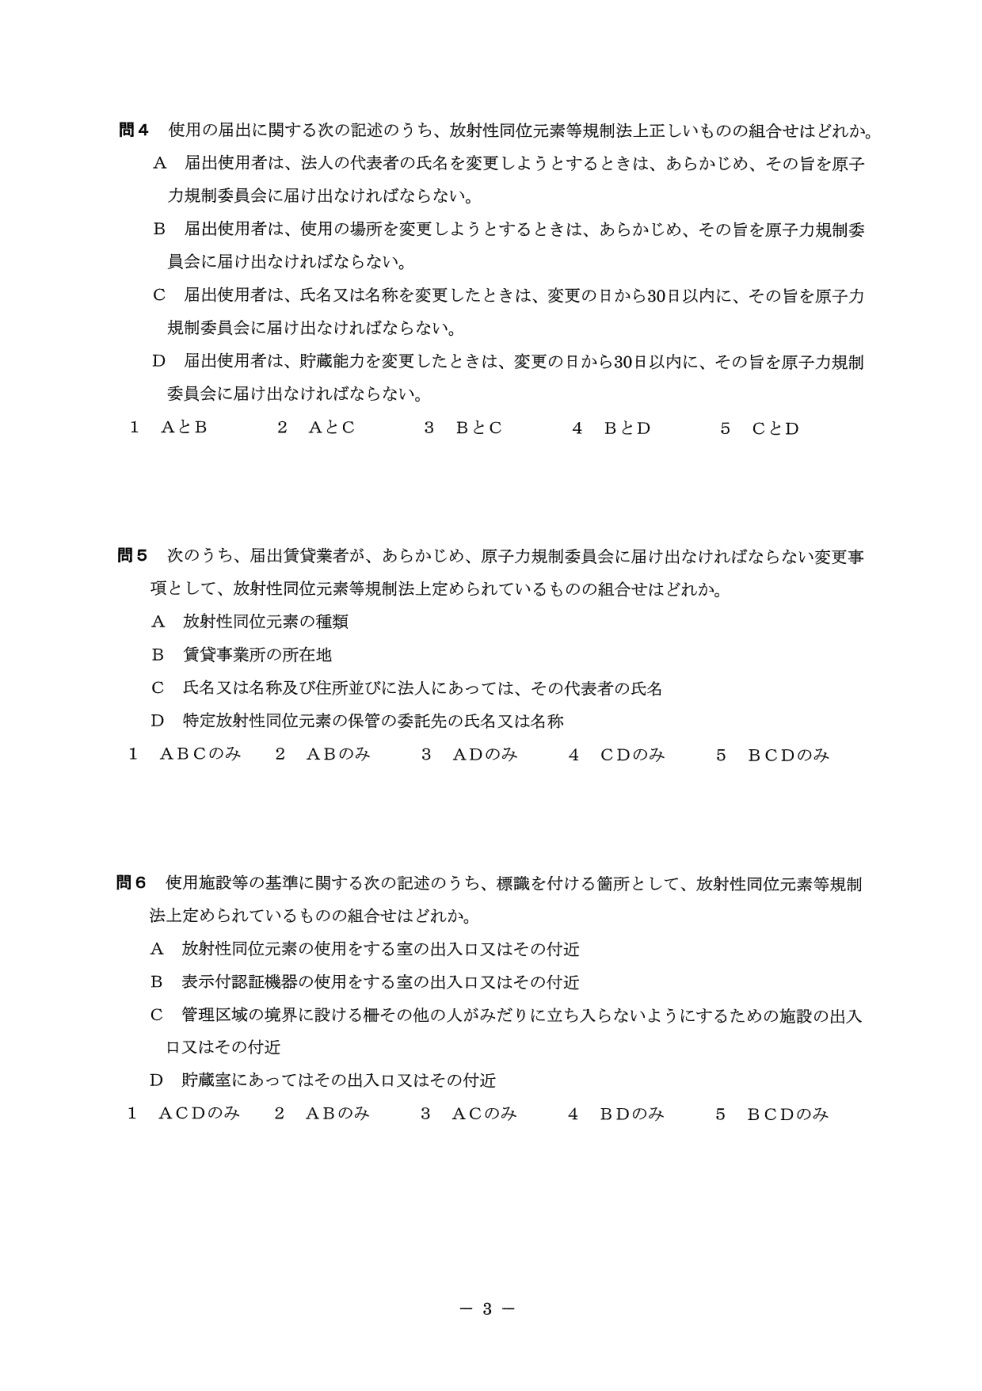 問４　使用の届出に関する次の記述のうち、放射性同位元素等規制法上正しいものの組合せはどれか。
Ａ　届出使用者は、法人の代表者の氏名を変更しようとするときは、あらかじめ、その旨を原子
力規制委員会に届け出なければならない。
Ｂ　届出使用者は、使用の場所を変更しようとするときは、あらかじめ、その旨を原子力規制委
員会に届け出なければならない。
Ｃ　届出使用者は、氏名又は名称を変更したときは、変更の日から30日以内に、その旨を原子力
規制委員会に届け出なければならない。
Ｄ　届出使用者は、貯蔵能力を変更したときは、変更の日から30日以内に、その旨を原子力規制
委員会に届け出なければならない。
１　ＡとＢ　　２　ＡとＣ　　３　ＢとＣ　　４　ＢとＤ　　５　ＣとＤ
問５　次のうち、届出賃貸業者が、あらかじめ、原子力規制委員会に届け出なければならない変更事
項として、放射性同位元素等規制法上定められているものの組合せはどれか。
Ａ　放射性同位元素の種類
Ｂ　賃貸事業所の所在地
Ｃ　氏名又は名称及び住所並びに法人にあっては、その代表者の氏名
Ｄ　特定放射性同位元素の保管の委託先の氏名又は名称
１　ＡＢＣのみ　　２　ＡＢのみ　　３　ＡＤのみ　　４　ＣＤのみ　　５　ＢＣＤのみ
問６　使用施設等の基準に関する次の記述のうち、標識を付ける箇所として、放射性同位元素等規制
法上定められているものの組合せはどれか。
Ａ　放射性同位元素の使用をする室の出入口又はその付近
Ｂ　表示付認証機器の使用をする室の出入口又はその付近
Ｃ　管理区域の境界に設ける柵その他の人がみだりに立ち入らないようにするための施設の出入
口又はその付近
Ｄ　貯蔵室にあってはその出入口又はその付近
１　ＡＣＤのみ　　２　ＡＢのみ　　３　ＡＣのみ　　４　ＢＤのみ　　５　ＢＣＤのみ
－ 3 －